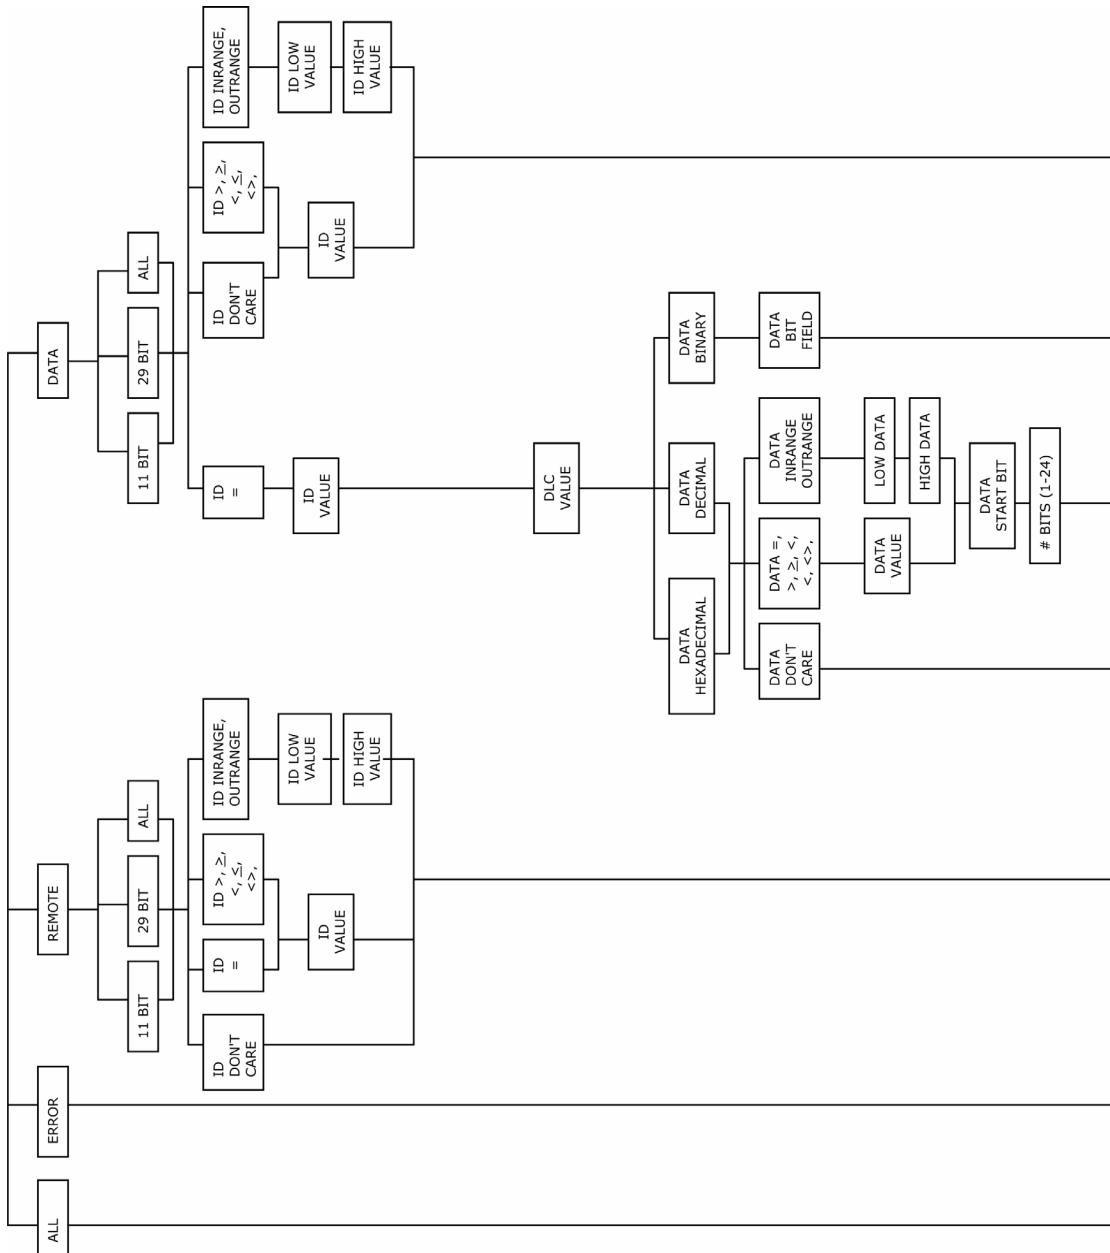 ALL
ERROR
REMOTE
11 BIT
29 BIT
ALL
ID
DON'T
CARE
ID
=
ID >, ≥,
<, ≤,
<>,
ID INRANGE,
OUTRANGE
ID
VALUE
ID LOW
VALUE
ID HIGH
VALUE
DATA
11 BIT
29 BIT
ALL
ID
=
ID
DON'T
CARE
ID >, ≥,
<, ≤,
<>,
ID INRANGE,
OUTRANGE
ID
VALUE
ID
VALUE
ID LOW
VALUE
ID HIGH
VALUE
DLC
VALUE
DATA
HEXADECIMAL
DATA
DECIMAL
DATA
BINARY
DATA
DON'T
CARE
DATA =,
>, ≥, <,
<, <>,
DATA
INRANGE
OUTRANGE
DATA
BIT
FIELD
DATA
VALUE
LOW DATA
HIGH DATA
DATA
START BIT
# BITS (1-24)